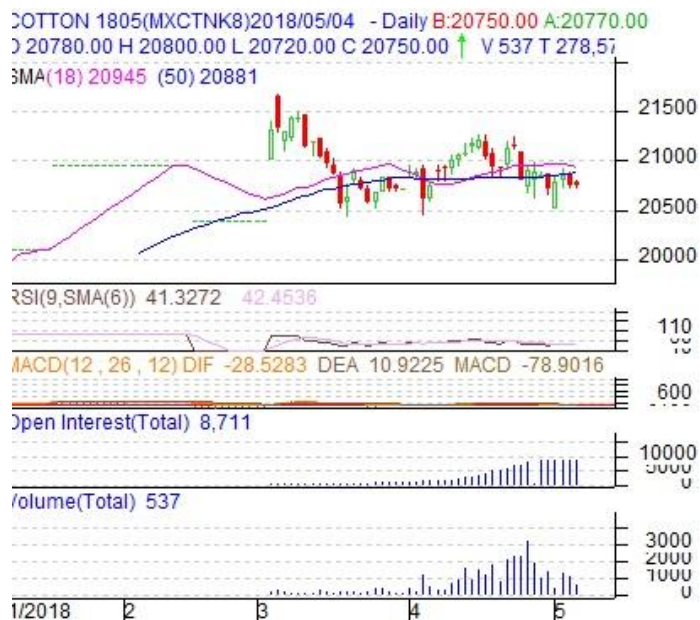 COTTON 1805(MXCTNK8)2018/05/04 - Daily B:20750.00 A:20770.00
O 20780.00 H 20800.00 L 20720.00 C 20750.00 V 537 T 278,57
SMA(18) 20945 (50) 20881
21500
21000
20500
20000
RSI(9,SMA(6)) 41.3272 42.4536
110
MACD(12 , 26 , 12) DIF -28.5283 DEA 10.9225 MACD -78.9016
600
Open Interest(Total) 8,711
10000
5000
0
Volume(Total) 537
3000
2000
1000
0
1/2018 2 3 4 5